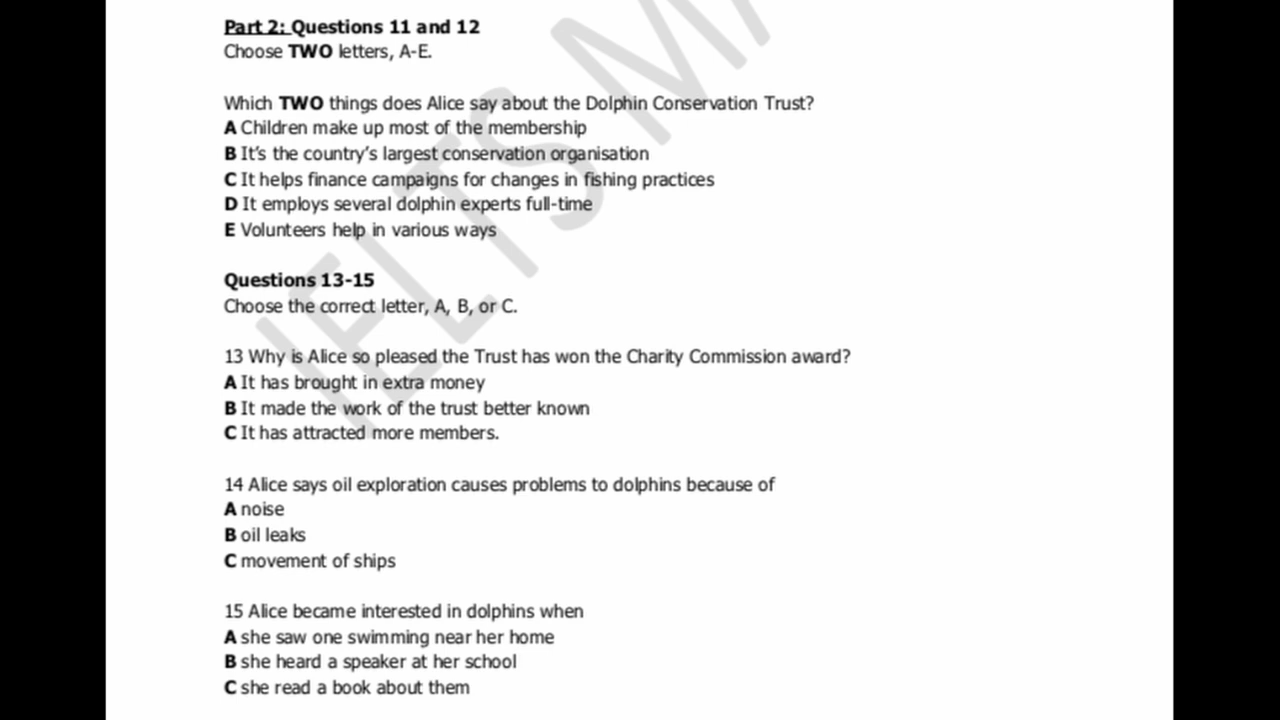 Part 2: Questions 11 and 12
Choose TWO letters, A-E.
Which TWO things does Alice say about the Dolphin Conservation Trust?
A Children make up most of the membership
B It's the country's largest conservation organisation
C It helps finance campaigns for changes in fishing practices
D It employs several dolphin experts full-time
E Volunteers help in various ways
Questions 13-15
Choose the correct letter, A, B, or C.
13 Why is Alice so pleased the Trust has won the Charity Commission award?
A It has brought in extra money
B It made the work of the trust better known
C It has attracted more members.
14 Alice says oil exploration causes problems to dolphins because of
A noise
B oil leaks
C movement of ships
15 Alice became interested in dolphins when
A she saw one swimming near her home
B she heard a speaker at her school
C she read a book about them
IELTS